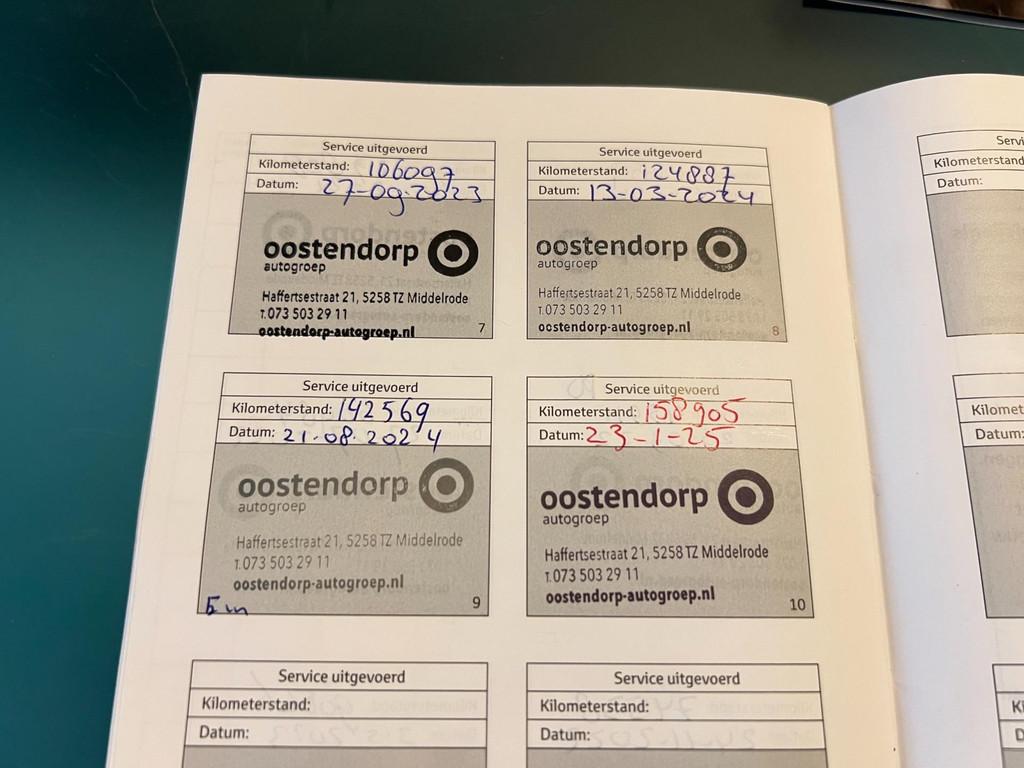 Service uitgevoerd
Kilometerstand: 106097
Datum: 27-09-2023
oostendorp
autogroep
Haffertsestraat 21, 5258 TZ Middelrode
T.073 503 29 11
oostendorp-autogroep.nl
7
Service uitgevoerd
Kilometerstand: 124887
Datum: 13-03-2024
oostendorp
autogroep
Haffertsestraat 21, 5258 TZ Middelrode
T.073 503 29 11
oostendorp-autogroep.nl
8
Service uitgevoerd
Kilometerstand: 142569
Datum: 21-08-2024
oostendorp
autogroep
Haffertsestraat 21, 5258 TZ Middelrode
T.073 503 29 11
oostendorp-autogroep.nl
9
Service uitgevoerd
Kilometerstand: 158905
Datum: 23-1-25
oostendorp
autogroep
Haffertsestraat 21, 5258 TZ Middelrode
T.073 503 29 11
oostendorp-autogroep.nl
10
Service uitgevoerd
Kilometerstand:
Datum:
Service uitgevoerd
Kilometerstand:
Datum:
Servi
Kilometerstand
Datum:
Kilomet
Datum: